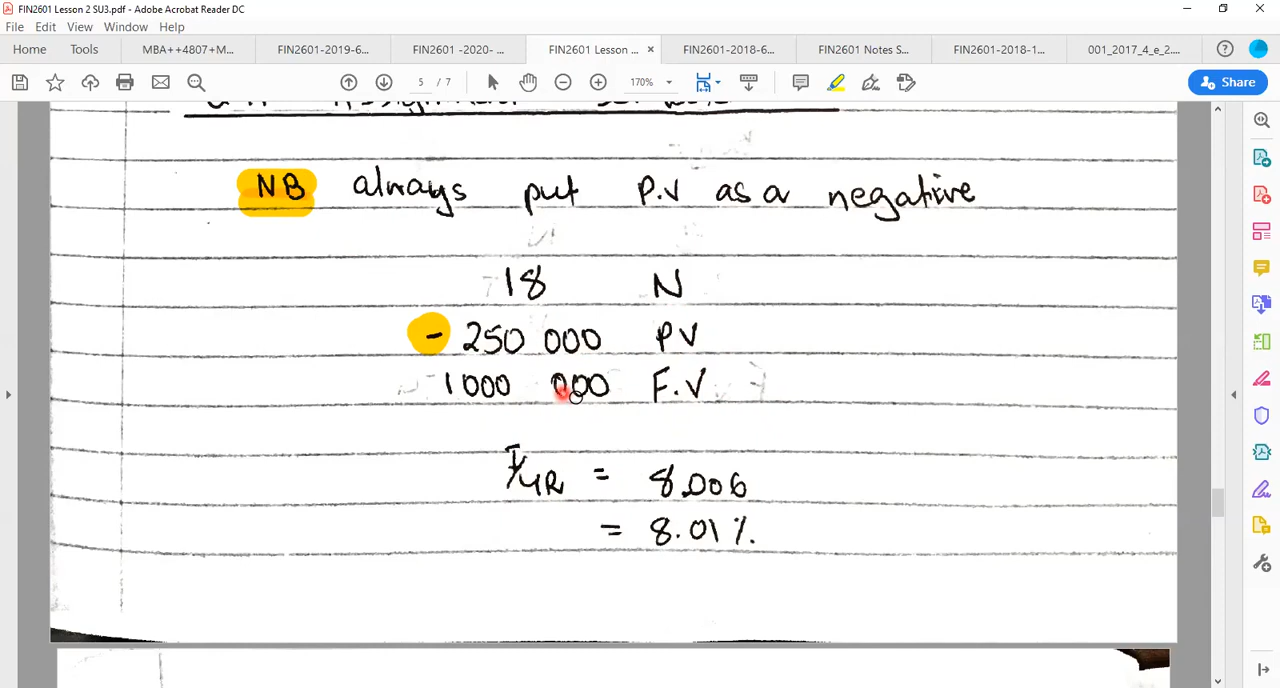 FIN2601 Lesson 2 SU3.pdf - Adobe Acrobat Reader DC
File Edit View Window Help
Home Tools MBA++4807+M... FIN2601-2019-6... FIN2601 -2020- ... FIN2601 Lesson ... × FIN2601-2018-6... FIN2601 Notes S... FIN2601-2018-1... 001_2017_4_e_2....
5 / 7 170% Share
NB always put P.V as a negative
18 N
- 250 000 PV
1000 000 F.V
I/YR = 8.006
= 8.01%.